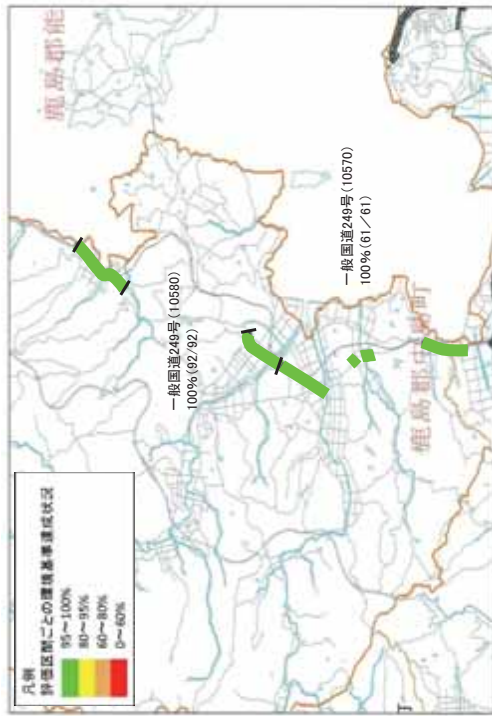 凡例
評価区間ごとの環境基準達成状況
95～100%
80～95%
60～80%
0～60%
鹿島郡能
一般国道249号(10580)
100%(92/92)
一般国道249号(10570)
100%(61/61)
鹿島郡中島町